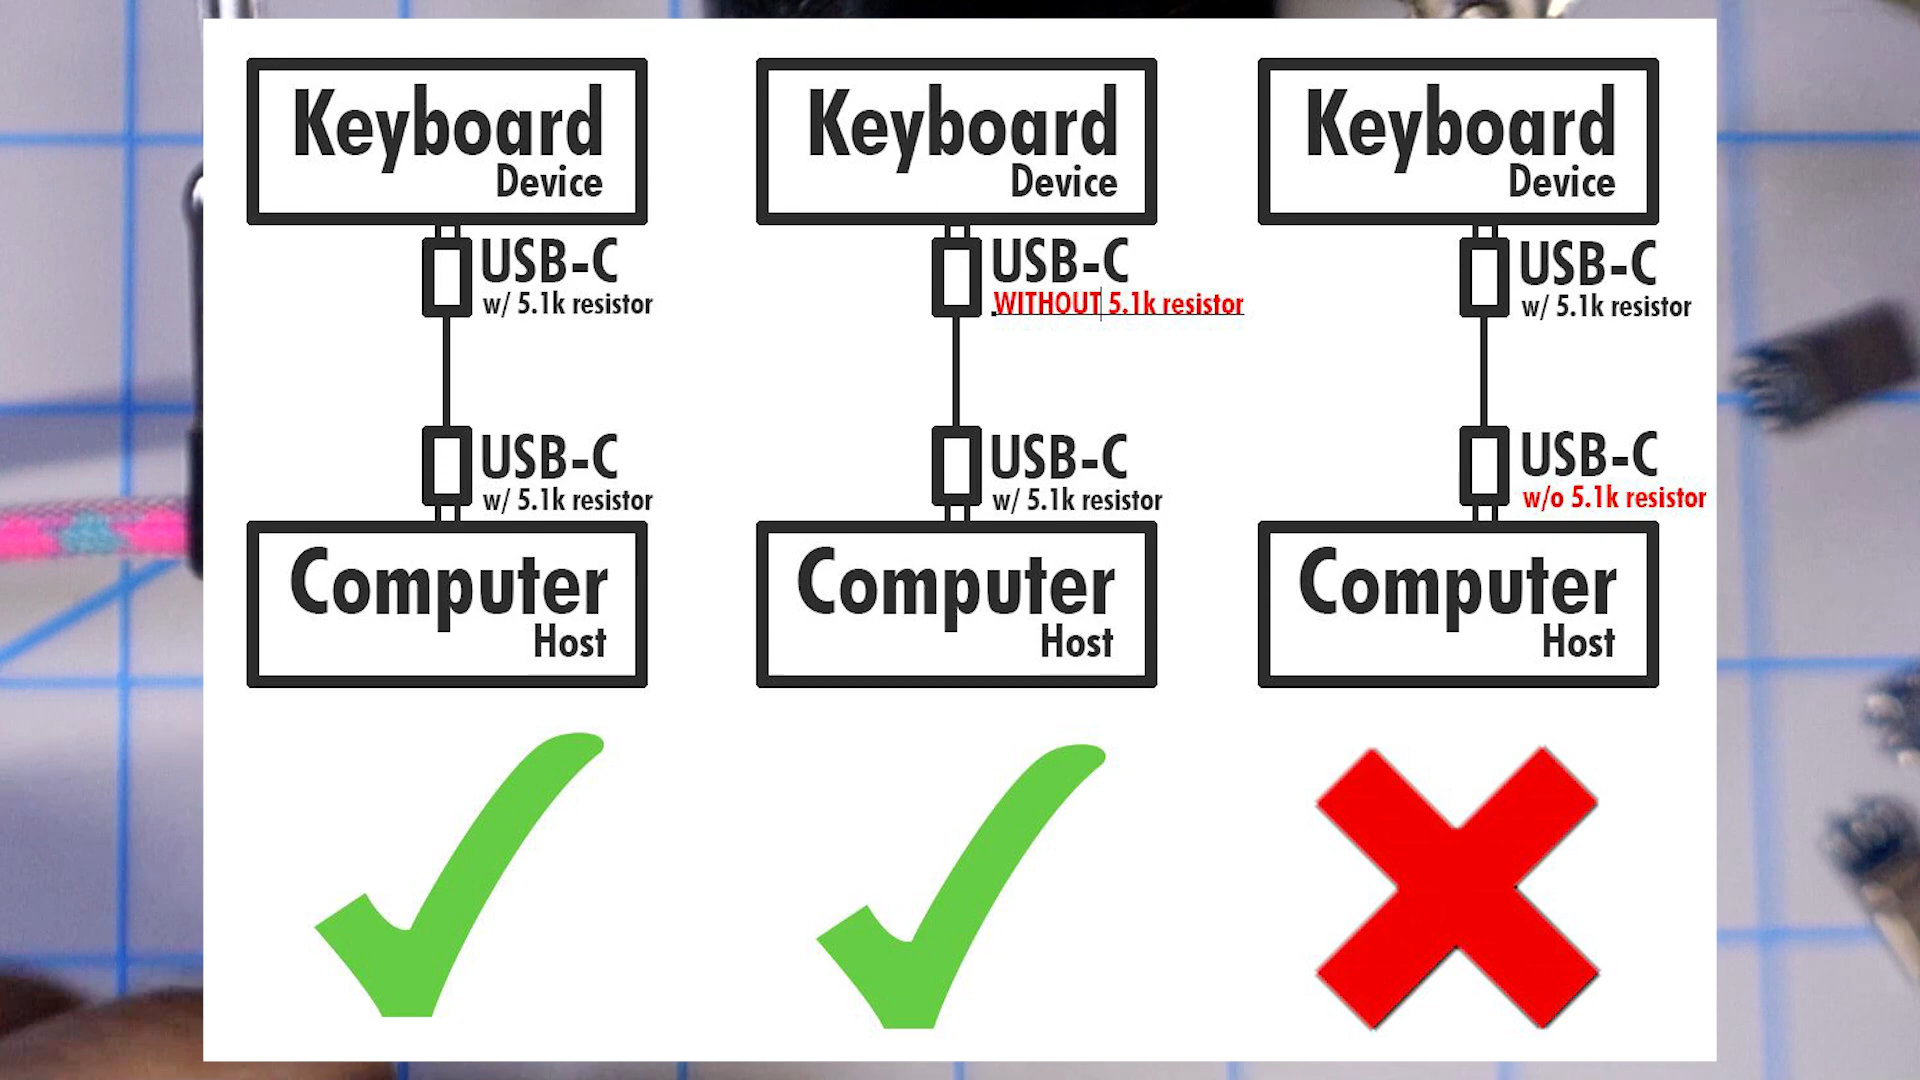 Keyboard
Device
USB-C
w/ 5.1k resistor
USB-C
w/ 5.1k resistor
Computer
Host
Keyboard
Device
USB-C
WITHOUT 5.1k resistor
USB-C
w/ 5.1k resistor
Computer
Host
Keyboard
Device
USB-C
w/ 5.1k resistor
USB-C
w/o 5.1k resistor
Computer
Host